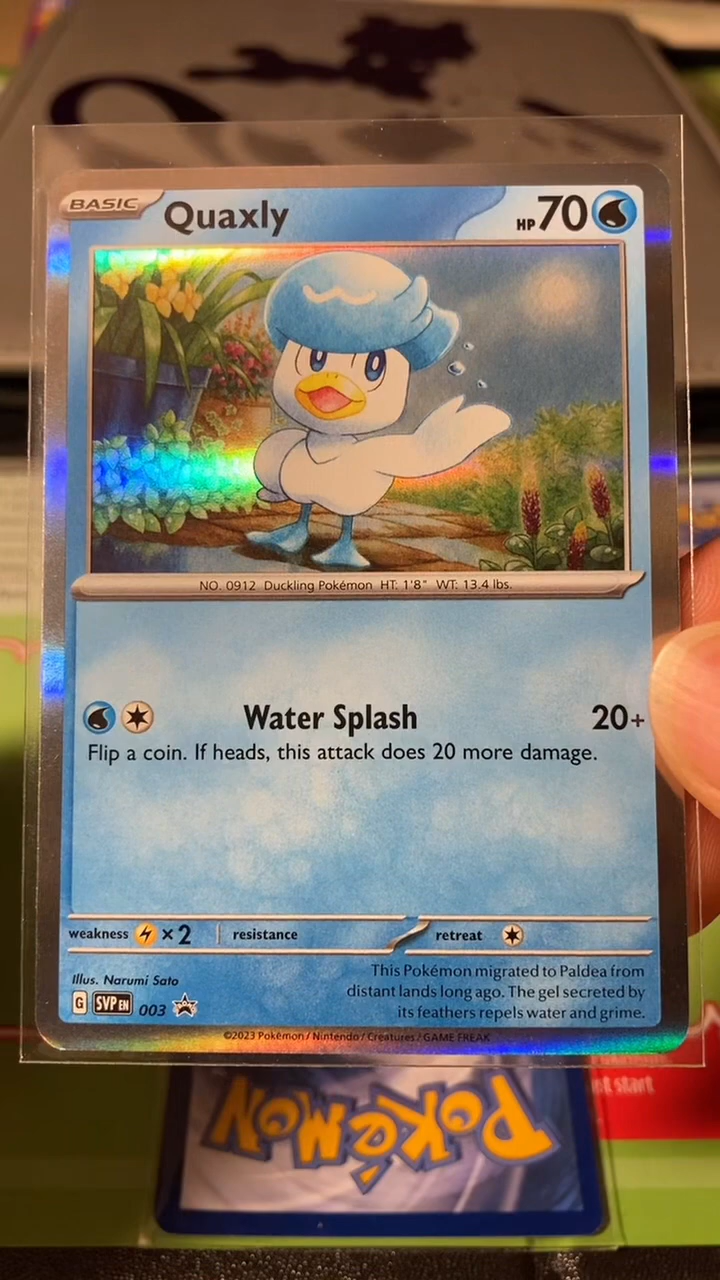 BASIC Quaxly HP 70
NO. 0912 Duckling Pokémon HT: 1'8" WT: 13.4 lbs.
Water Splash 20+
Flip a coin. If heads, this attack does 20 more damage.
weakness ×2 resistance retreat
Illus. Narumi Sato
G SVP EN 003
This Pokémon migrated to Paldea from
distant lands long ago. The gel secreted by
its feathers repels water and grime.
©2023 Pokémon / Nintendo / Creatures / GAME FREAK
start
POKéMON